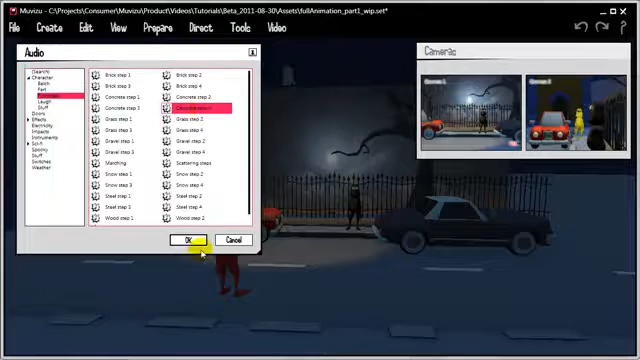 Muvizu - C:\Projects\Consumer\Muvizu\Product\Videos\Tutorials\Beta_2011-08-30\Assets\fullAnimation_part1_wip.set*
File Create Edit View Prepare Direct Tools Video
Audio
Cameras
(Search)
Character
Belch
Fart
Laugh
Stuff
Doors
Effects
Electricity
Impacts
Instruments
Sci-fi
Spooky
Stuff
Switches
Weather
Brick step 1 Brick step 2
Brick step 3 Brick step 4
Concrete step 1 Concrete step 2
Concrete step 3
Grass step 1 Grass step 2
Grass step 3 Grass step 4
Gravel step 1 Gravel step 2
Gravel step 3 Gravel step 4
Marching Scattering steps
Snow step 1 Snow step 2
Snow step 3 Snow step 4
Steel step 1 Steel step 2
Steel step 3 Steel step 4
Wood step 1 Wood step 2
OK Cancel